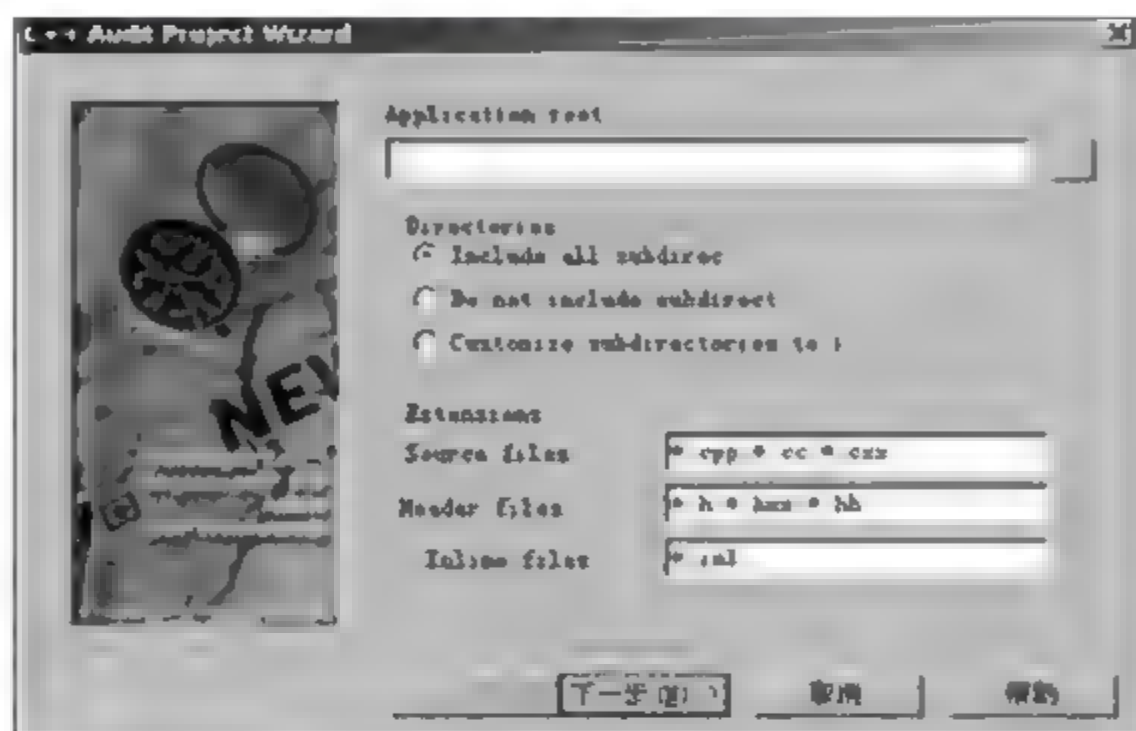 C++ Audit Project Wizard
Application root
Directories
Include all subdirec
Do not include subdirect
Customize subdirectories to i
Extensions
Source files
*.cpp *.cc *.cxx
Header files
*.h *.hxx *.hh
Inline files
*.inl
NEW
下一步(N) >
取消
帮助